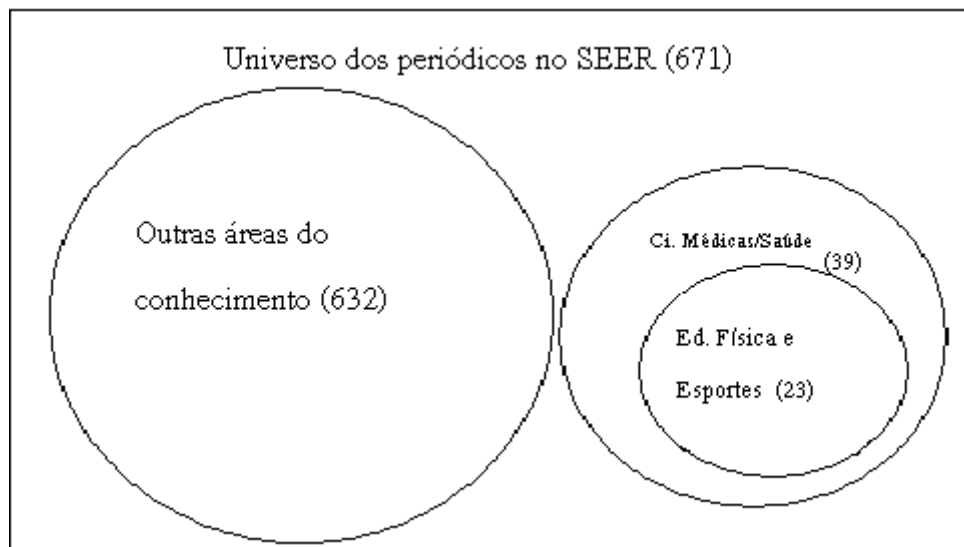 Universo dos periódicos no SEER (671)
Outras áreas do
conhecimento (632)
Ci. Médicas/Saúde
(39)
Ed. Física e
Esportes (23)